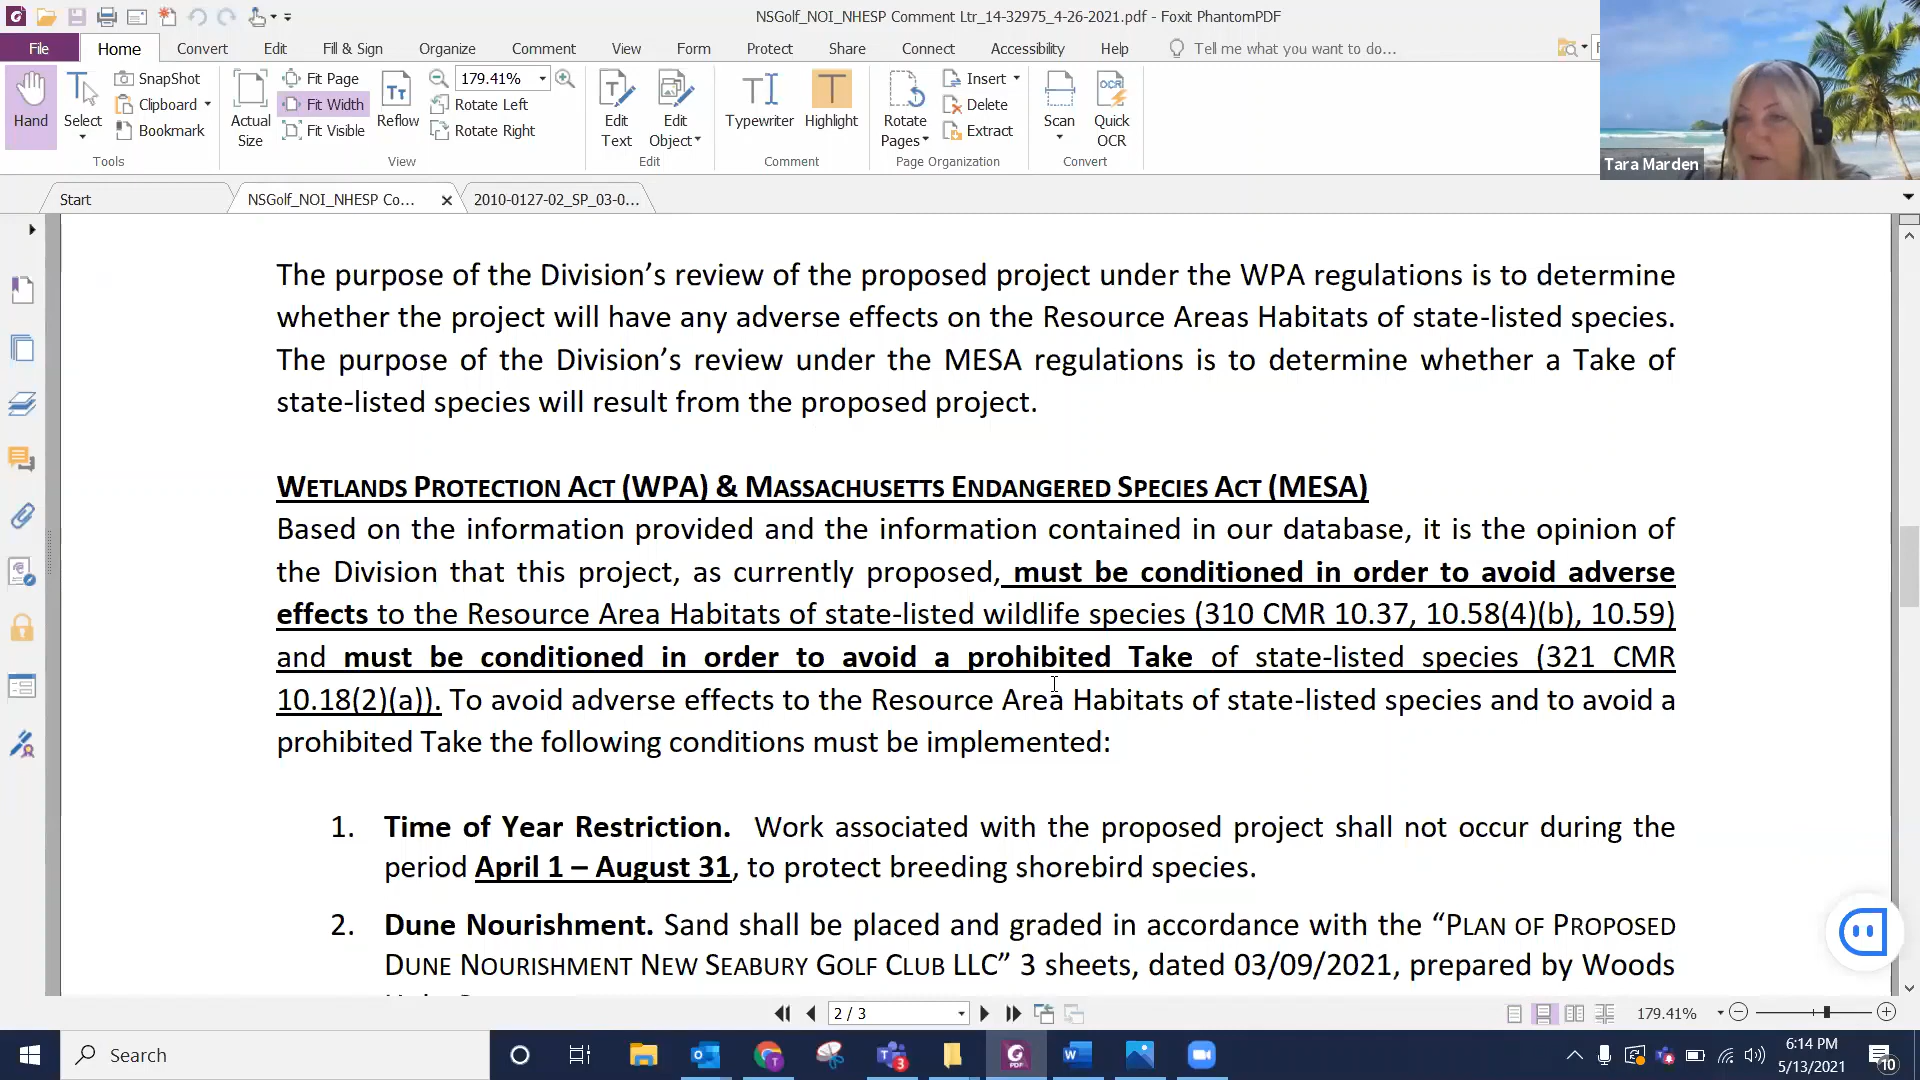 NSGolf_NOI_NHESP Comment Ltr_14-32975_4-26-2021.pdf - Foxit PhantomPDF
File Home Convert Edit Fill & Sign Organize Comment View Form Protect Share Connect Accessibility Help Tell me what you want to do...
Hand
Select
SnapShot
Clipboard
Bookmark
Tools
Actual Size
Fit Page
Fit Width
Fit Visible
Reflow
179.41%
Rotate Left
Rotate Right
View
Edit Text
Edit Object
Edit
Typewriter
Highlight
Comment
Rotate Pages
Insert
Delete
Extract
Page Organization
Scan
Quick OCR
Convert
Tara Marden
Start
NSGolf_NOI_NHESP Co...
2010-0127-02_SP_03-0...
The purpose of the Division's review of the proposed project under the WPA regulations is to determine
whether the project will have any adverse effects on the Resource Areas Habitats of state-listed species.
The purpose of the Division's review under the MESA regulations is to determine whether a Take of
state-listed species will result from the proposed project.
WETLANDS PROTECTION ACT (WPA) & MASSACHUSETTS ENDANGERED SPECIES ACT (MESA)
Based on the information provided and the information contained in our database, it is the opinion of
the Division that this project, as currently proposed, must be conditioned in order to avoid adverse
effects to the Resource Area Habitats of state-listed wildlife species (310 CMR 10.37, 10.58(4)(b), 10.59)
and must be conditioned in order to avoid a prohibited Take of state-listed species (321 CMR
10.18(2)(a)). To avoid adverse effects to the Resource Area Habitats of state-listed species and to avoid a
prohibited Take the following conditions must be implemented:
1. Time of Year Restriction. Work associated with the proposed project shall not occur during the
period April 1 – August 31, to protect breeding shorebird species.
2. Dune Nourishment. Sand shall be placed and graded in accordance with the "PLAN OF PROPOSED
DUNE NOURISHMENT NEW SEABURY GOLF CLUB LLC" 3 sheets, dated 03/09/2021, prepared by Woods
2 / 3
179.41%
Search
3
6:14 PM
5/13/2021
10